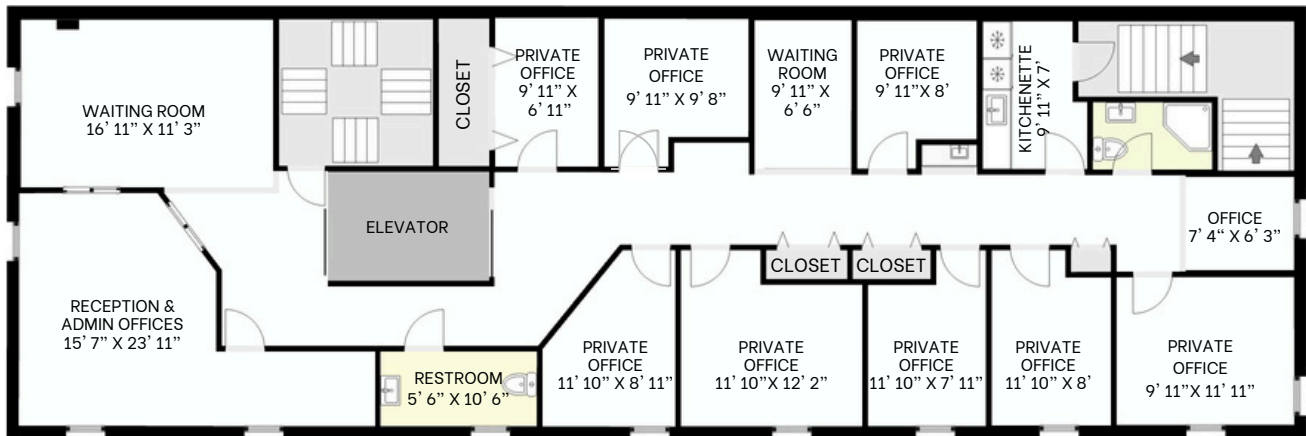 WAITING ROOM
16' 11" X 11' 3"
CLOSET
PRIVATE
OFFICE
9' 11" X
6' 11"
PRIVATE
OFFICE
9' 11" X 9' 8"
WAITING
ROOM
9' 11" X
6' 6"
PRIVATE
OFFICE
9' 11" X 8'
KITCHENETTE
9' 11" X 7'
ELEVATOR
OFFICE
7' 4“ X 6' 3"
CLOSET
CLOSET
RECEPTION &
ADMIN OFFICES
15' 7" X 23' 11"
RESTROOM
5' 6" X 10' 6"
PRIVATE
OFFICE
11' 10" X 8' 11"
PRIVATE
OFFICE
11' 10" X 12' 2"
PRIVATE
OFFICE
11' 10" X 7' 11"
PRIVATE
OFFICE
11' 10" X 8'
PRIVATE
OFFICE
9' 11" X 11' 11"